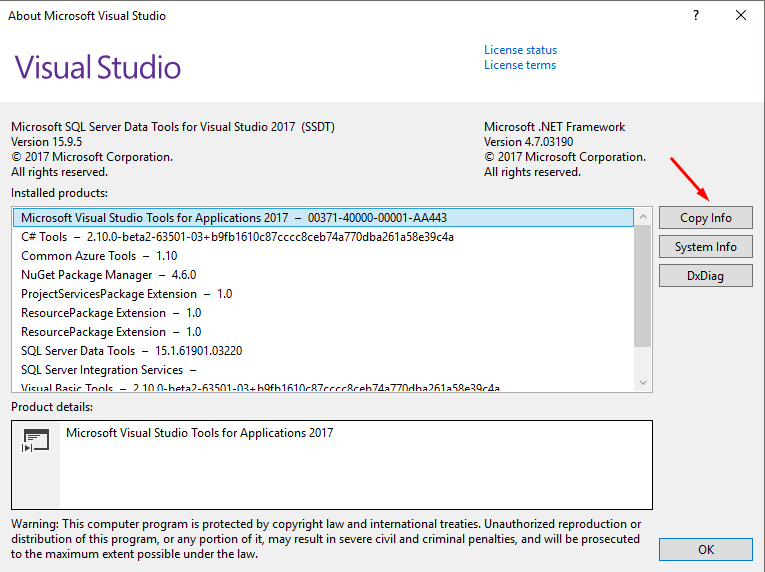 About Microsoft Visual Studio
?
Visual Studio
License status
License terms
Microsoft SQL Server Data Tools for Visual Studio 2017 (SSDT)
Version 15.9.5
© 2017 Microsoft Corporation.
All rights reserved.
Microsoft .NET Framework
Version 4.7.03190
© 2017 Microsoft Corporation.
All rights reserved.
Installed products:
Microsoft Visual Studio Tools for Applications 2017 – 00371-40000-00001-AA443
C# Tools – 2.10.0-beta2-63501-03+b9fb1610c87cccc8ceb74a770dba261a58e39c4a
Common Azure Tools – 1.10
NuGet Package Manager – 4.6.0
ProjectServicesPackage Extension – 1.0
ResourcePackage Extension – 1.0
ResourcePackage Extension – 1.0
SQL Server Data Tools – 15.1.61901.03220
SQL Server Integration Services –
Visual Basic Tools – 2.10.0-beta2-63501-03+b9fb1610c87cccc8ceb74a770dba261a58e39c4a
Copy Info
System Info
DxDiag
Product details:
Microsoft Visual Studio Tools for Applications 2017
Warning: This computer program is protected by copyright law and international treaties. Unauthorized reproduction or
distribution of this program, or any portion of it, may result in severe civil and criminal penalties, and will be prosecuted
to the maximum extent possible under the law.
OK